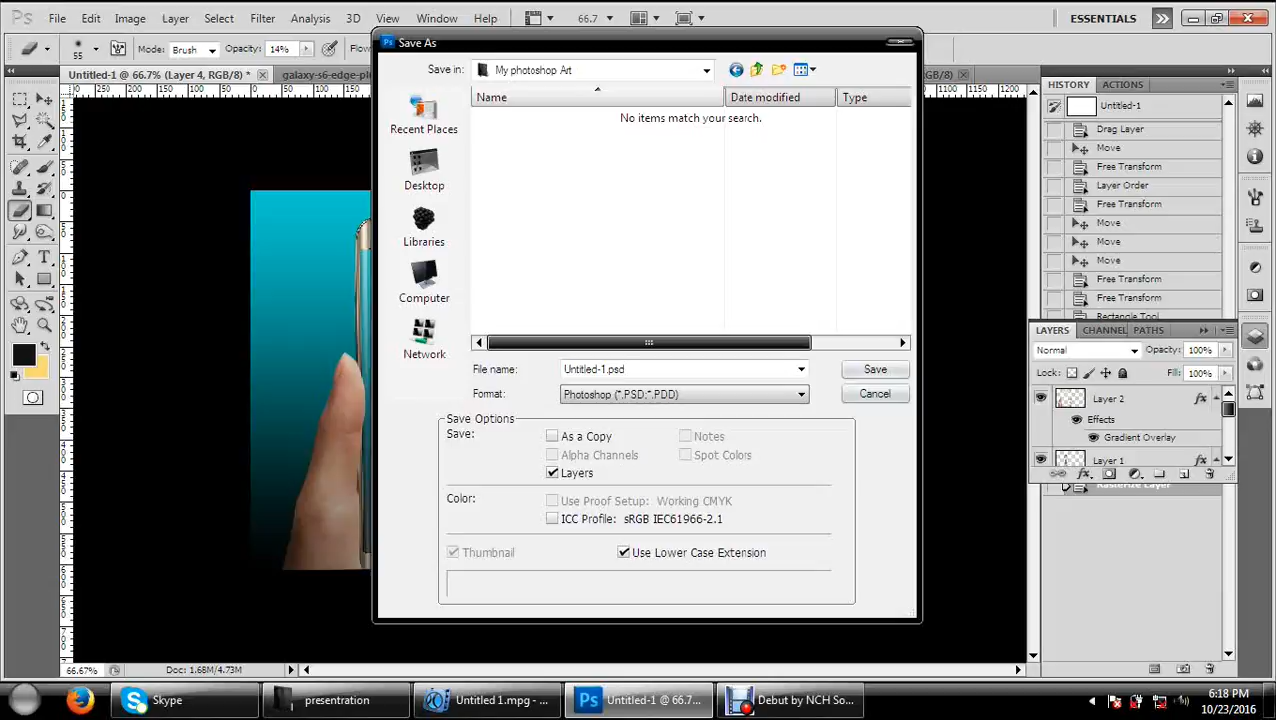 Ps File Edit Image Layer Select Filter Analysis 3D View Window Help 66.7 ESSENTIALS
55 Mode: Brush Opacity: 14%
Save As
Untitled-1 @ 66.7% (Layer 4, RGB/8) *
RGB/8)
Save in: My photoshop Art
HISTORY ACTIONS
Name Date modified Type
Untitled-1
No items match your search.
Recent Places
Desktop
Libraries
Computer
Network
Drag Layer
Move
Free Transform
Layer Order
Free Transform
Move
Move
Move
Free Transform
Free Transform
LAYERS CHANNEL PATHS
Normal Opacity: 100%
Lock: Fill: 100%
Layer 2 fx
Effects
Gradient Overlay
Layer 1 fx
File name: Untitled-1.psd Save
Format: Photoshop (*.PSD;*.PDD) Cancel
Save Options
Save: As a Copy Notes
Alpha Channels Spot Colors
Layers
Color: Use Proof Setup: Working CMYK
ICC Profile: sRGB IEC61966-2.1
Thumbnail Use Lower Case Extension
66.67% Doc: 1.68M/4.73M
Skype presentation Untitled 1.mpg - ... Untitled-1 @ 66.7%... Debut by NCH So...
6:18 PM
10/23/2016